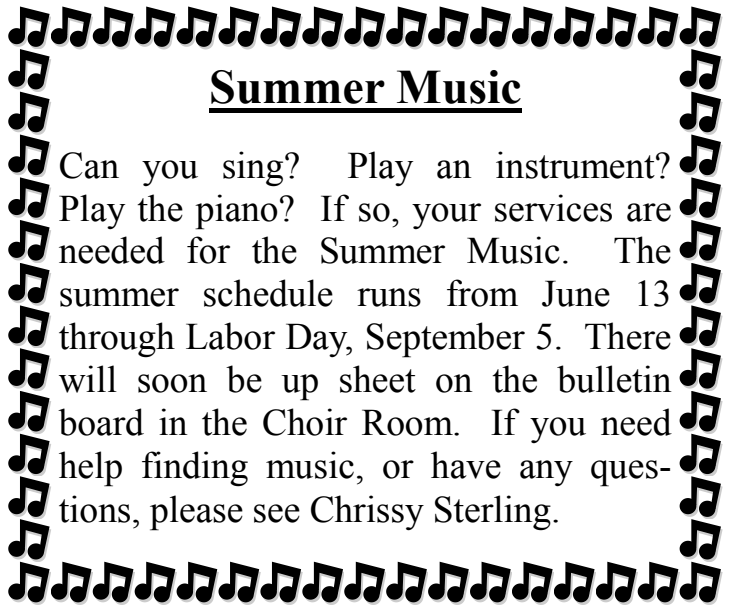 Summer Music
Can you sing?  Play an instrument?
Play the piano?  If so, your services are
needed for the Summer Music.  The
summer schedule runs from June 13
through Labor Day, September 5.  There
will soon be up sheet on the bulletin
board in the Choir Room.  If you need
help finding music, or have any ques-
tions, please see Chrissy Sterling.